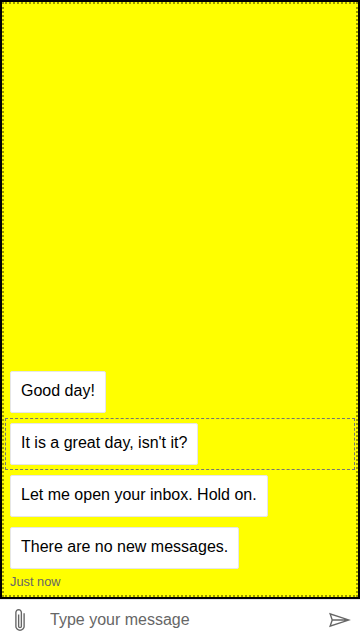 Good day!
It is a great day, isn't it?
Let me open your inbox. Hold on.
There are no new messages.
Just now
Type your message